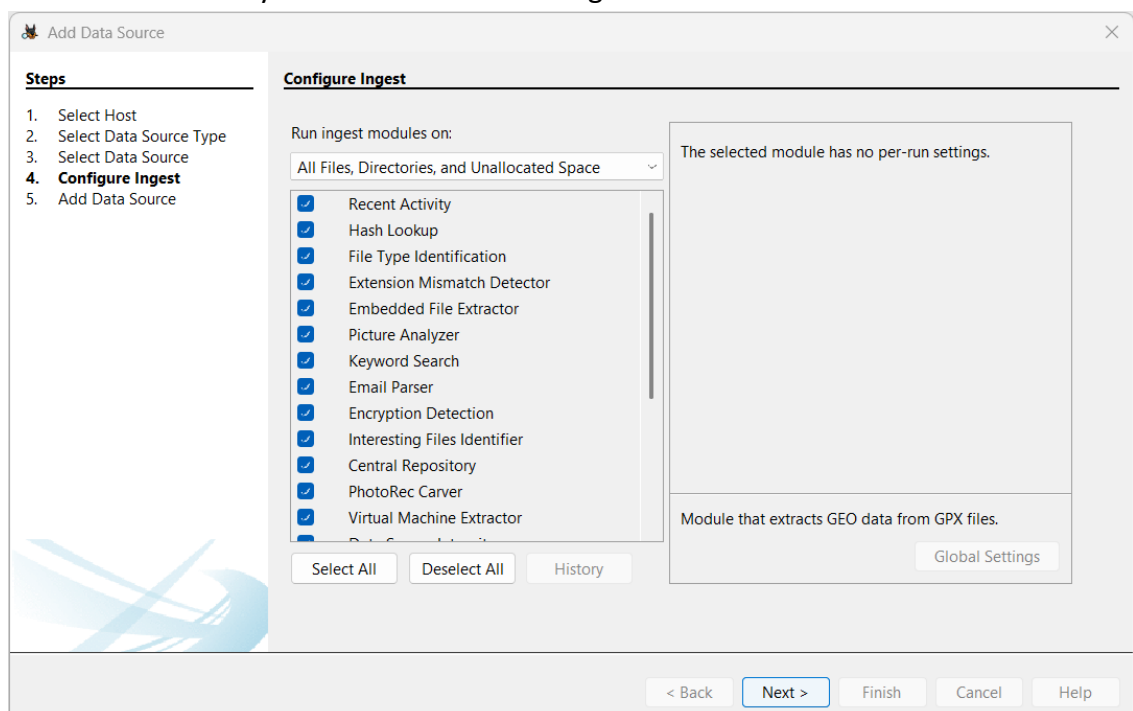 Add Data Source
Steps
1. Select Host
2. Select Data Source Type
3. Select Data Source
4. Configure Ingest
5. Add Data Source
Configure Ingest
Run ingest modules on:
All Files, Directories, and Unallocated Space
Recent Activity
Hash Lookup
File Type Identification
Extension Mismatch Detector
Embedded File Extractor
Picture Analyzer
Keyword Search
Email Parser
Encryption Detection
Interesting Files Identifier
Central Repository
PhotoRec Carver
Virtual Machine Extractor
Select All Deselect All History
The selected module has no per-run settings.
Module that extracts GEO data from GPX files.
Global Settings
< Back Next > Finish Cancel Help